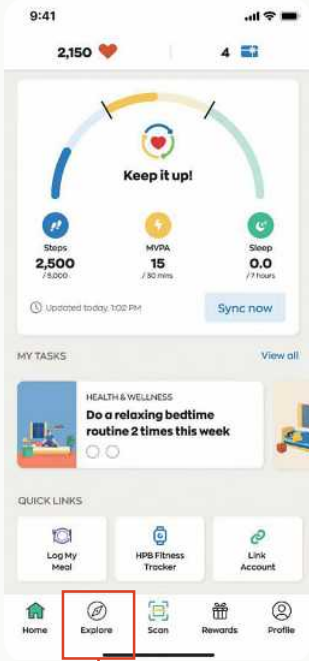 9:41
2,150
4
Keep it up!
Steps
2,500
/ 5,000
MVPA
15
/ 30 mins
Sleep
0.0
/ 7 hours
Updated today, 1:02 PM
Sync now
MY TASKS
View all
HEALTH & WELLNESS
Do a relaxing bedtime
routine 2 times this week
QUICK LINKS
Log My
Meal
HPB Fitness
Tracker
Link
Account
Home
Explore
Scan
Rewards
Profile